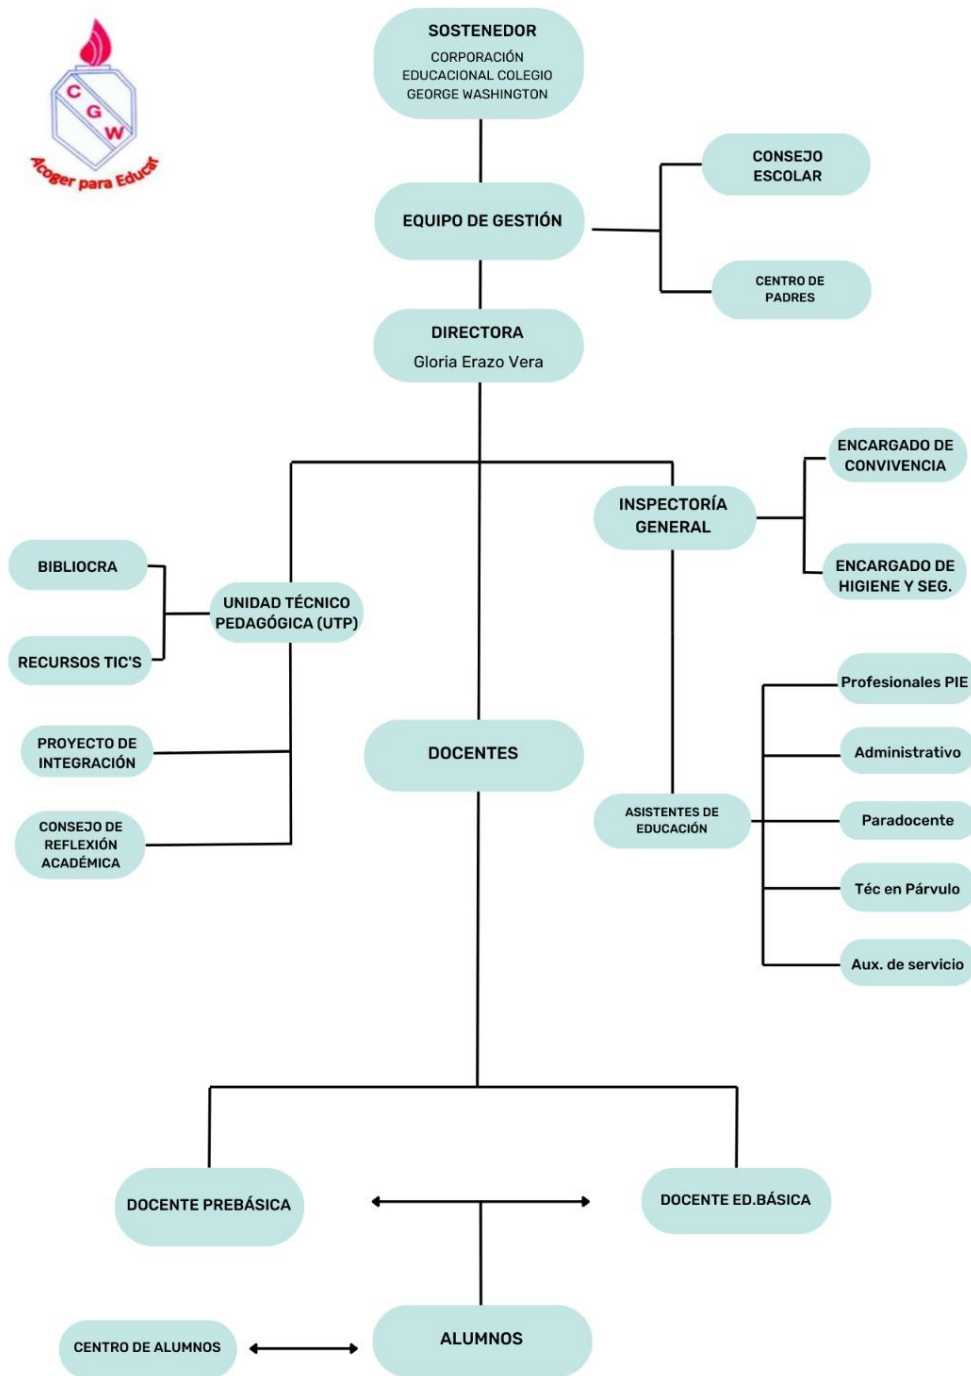 C
G
W
Acoger para Educar
SOSTENEDOR
CORPORACIÓN
EDUCACIONAL COLEGIO
GEORGE WASHINGTON
CONSEJO
ESCOLAR
EQUIPO DE GESTIÓN
CENTRO DE
PADRES
DIRECTORA
Gloria Erazo Vera
ENCARGADO DE
CONVIVENCIA
INSPECTORÍA
GENERAL
ENCARGADO DE
HIGIENE Y SEG.
BIBLIOCRA
UNIDAD TÉCNICO
PEDAGÓGICA (UTP)
RECURSOS TIC'S
PROYECTO DE
INTEGRACIÓN
CONSEJO DE
REFLEXIÓN
ACADÉMICA
DOCENTES
ASISTENTES DE
EDUCACIÓN
Profesionales PIE
Administrativo
Paradocente
Téc en Párvulo
Aux. de servicio
DOCENTE PREBÁSICA
DOCENTE ED.BÁSICA
ALUMNOS
CENTRO DE ALUMNOS